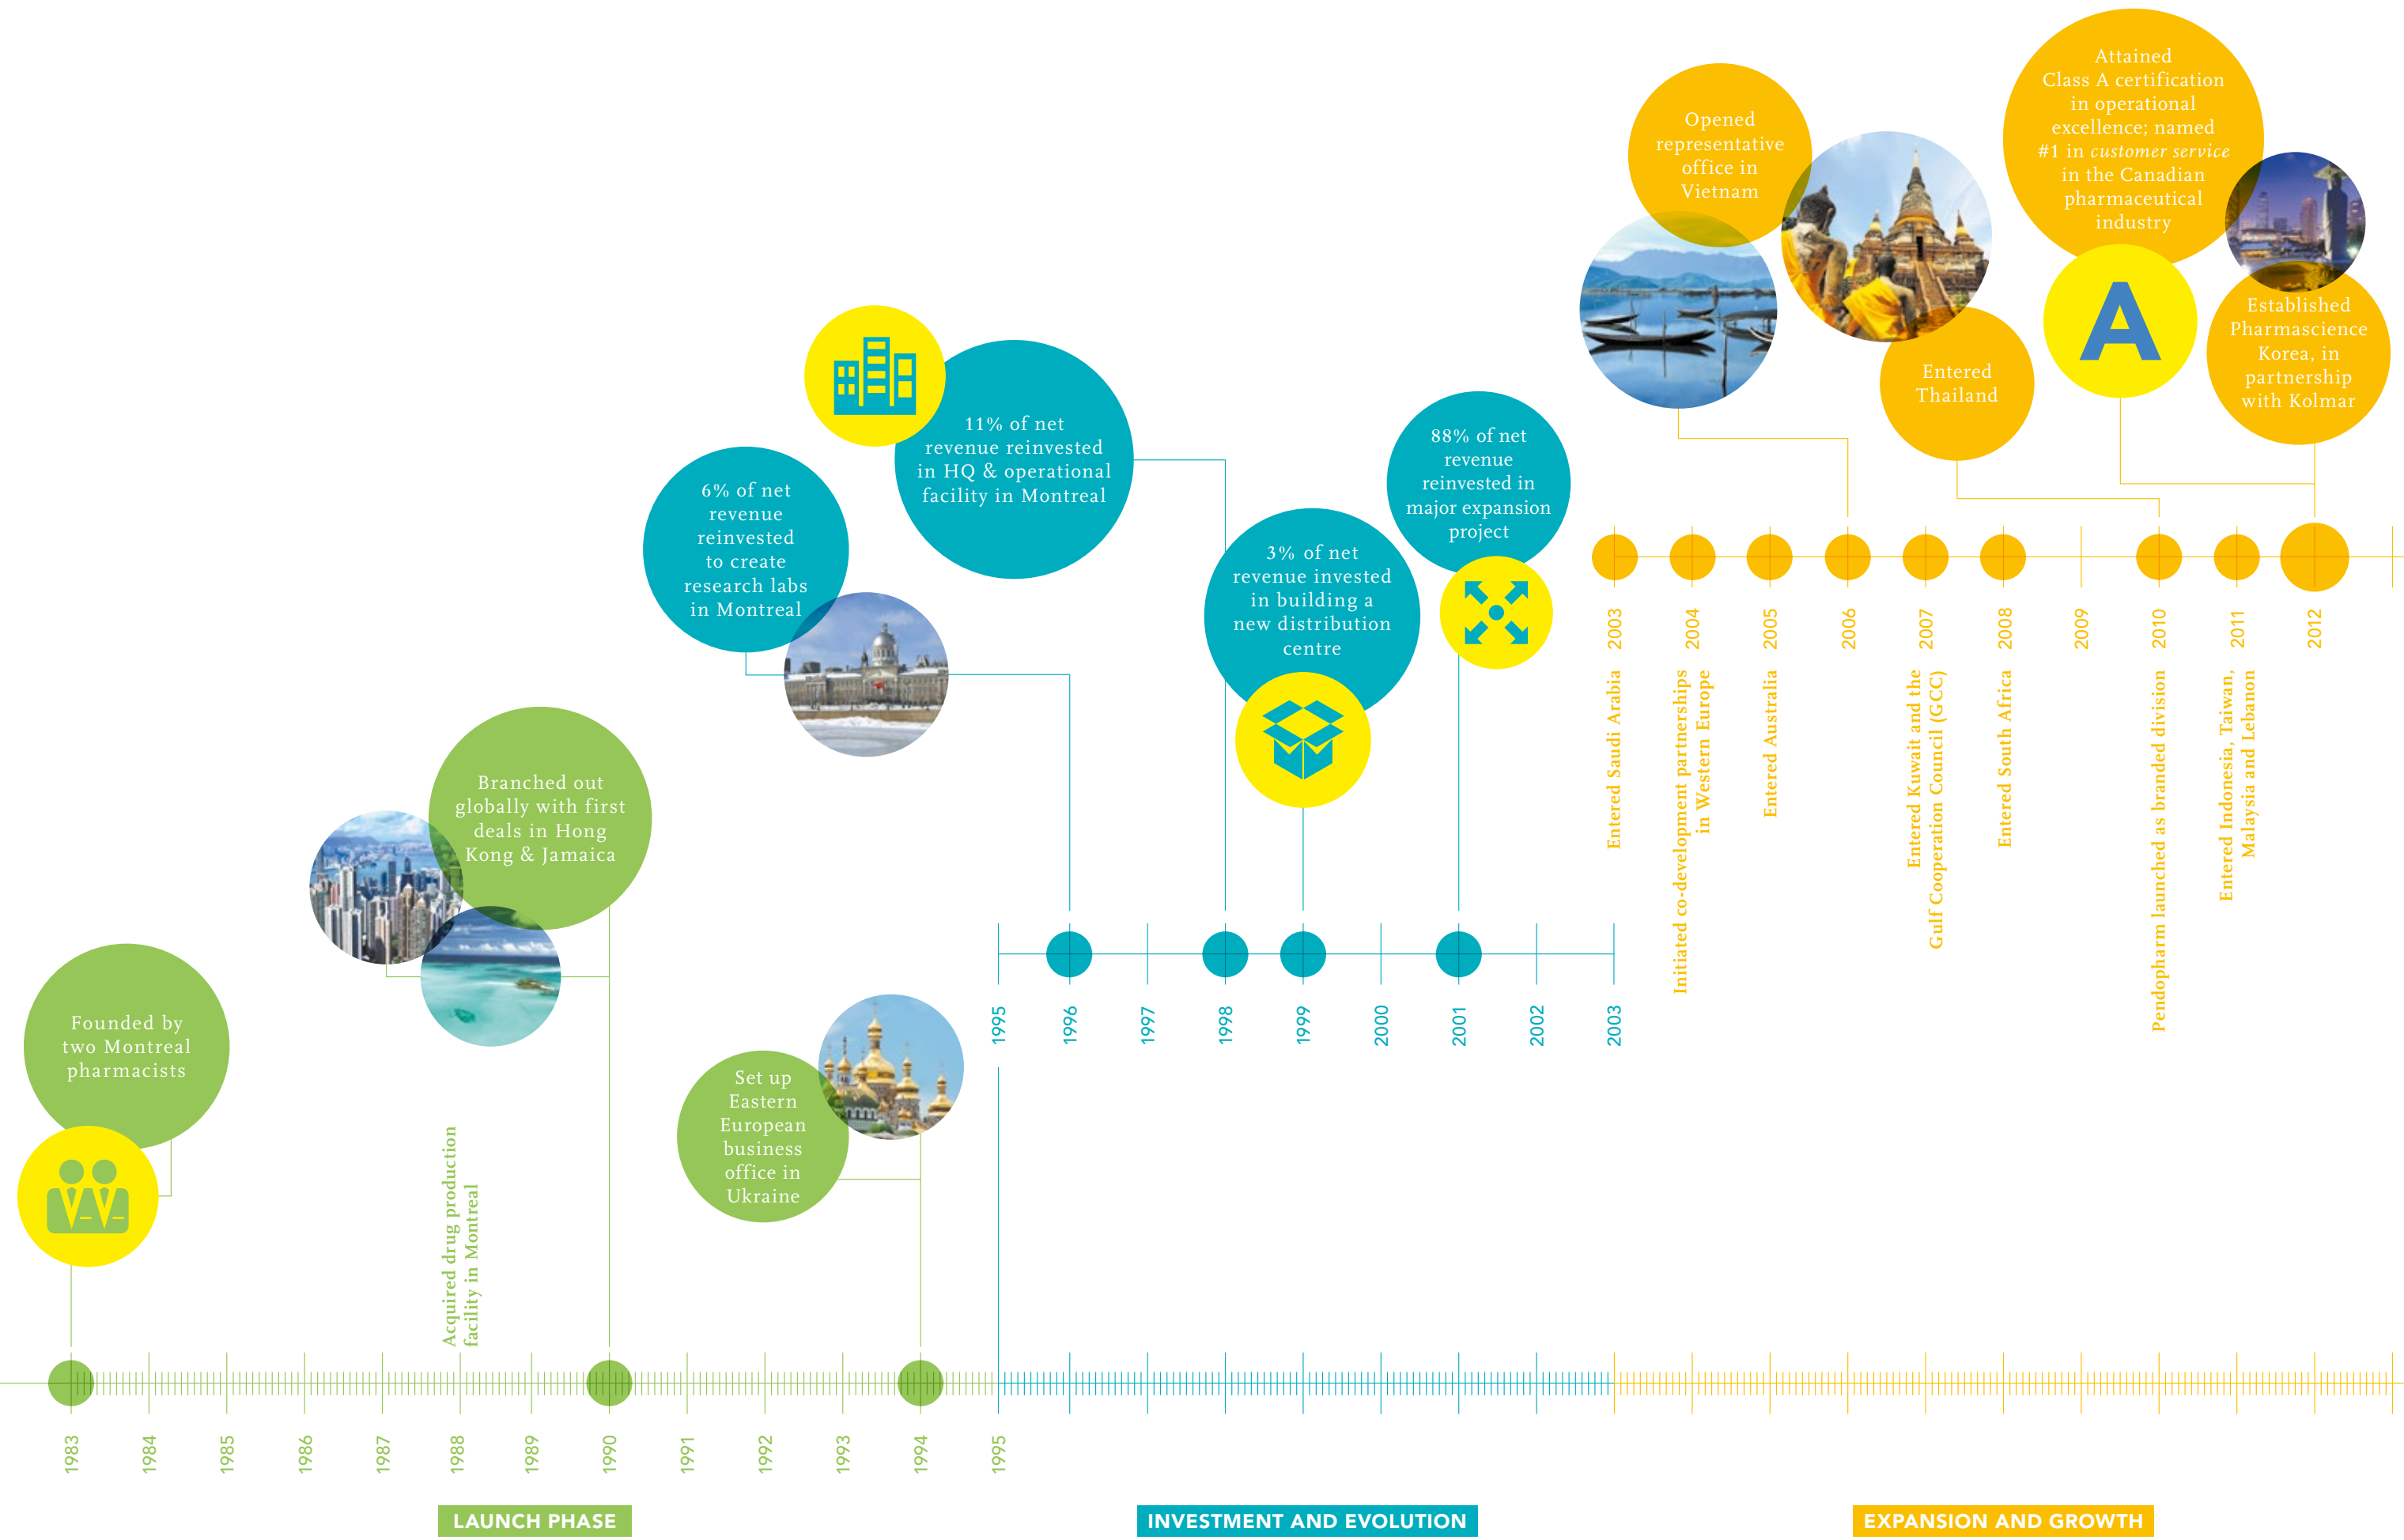 Founded by
two Montreal
pharmacists
Acquired drug production
facility in Montreal
Branched out
globally with first
deals in Hong
Kong & Jamaica
Set up
Eastern
European
business
office in
Ukraine
1983
1984
1985
1986
1987
1988
1989
1990
1991
1992
1993
1994
1995
LAUNCH PHASE
6% of net
revenue
reinvested
to create
research labs
in Montreal
11% of net
revenue reinvested
in HQ & operational
facility in Montreal
3% of net
revenue invested
in building a
new distribution
centre
88% of net
revenue
reinvested in
major expansion
project
1995
1996
1997
1998
1999
2000
2001
2002
2003
INVESTMENT AND EVOLUTION
Opened
representative
office in
Vietnam
Entered
Thailand
Attained
Class A certification
in operational
excellence; named
#1 in customer service
in the Canadian
pharmaceutical
industry
A
Established
Pharmascience
Korea, in
partnership
with Kolmar
2003
2004
2005
2006
2007
2008
2009
2010
2011
2012
Entered Saudi Arabia
Initiated co-development partnerships
in Western Europe
Entered Australia
Entered Kuwait and the
Gulf Cooperation Council (GCC)
Entered South Africa
Pendopharm launched as branded division
Entered Indonesia, Taiwan,
Malaysia and Lebanon
EXPANSION AND GROWTH